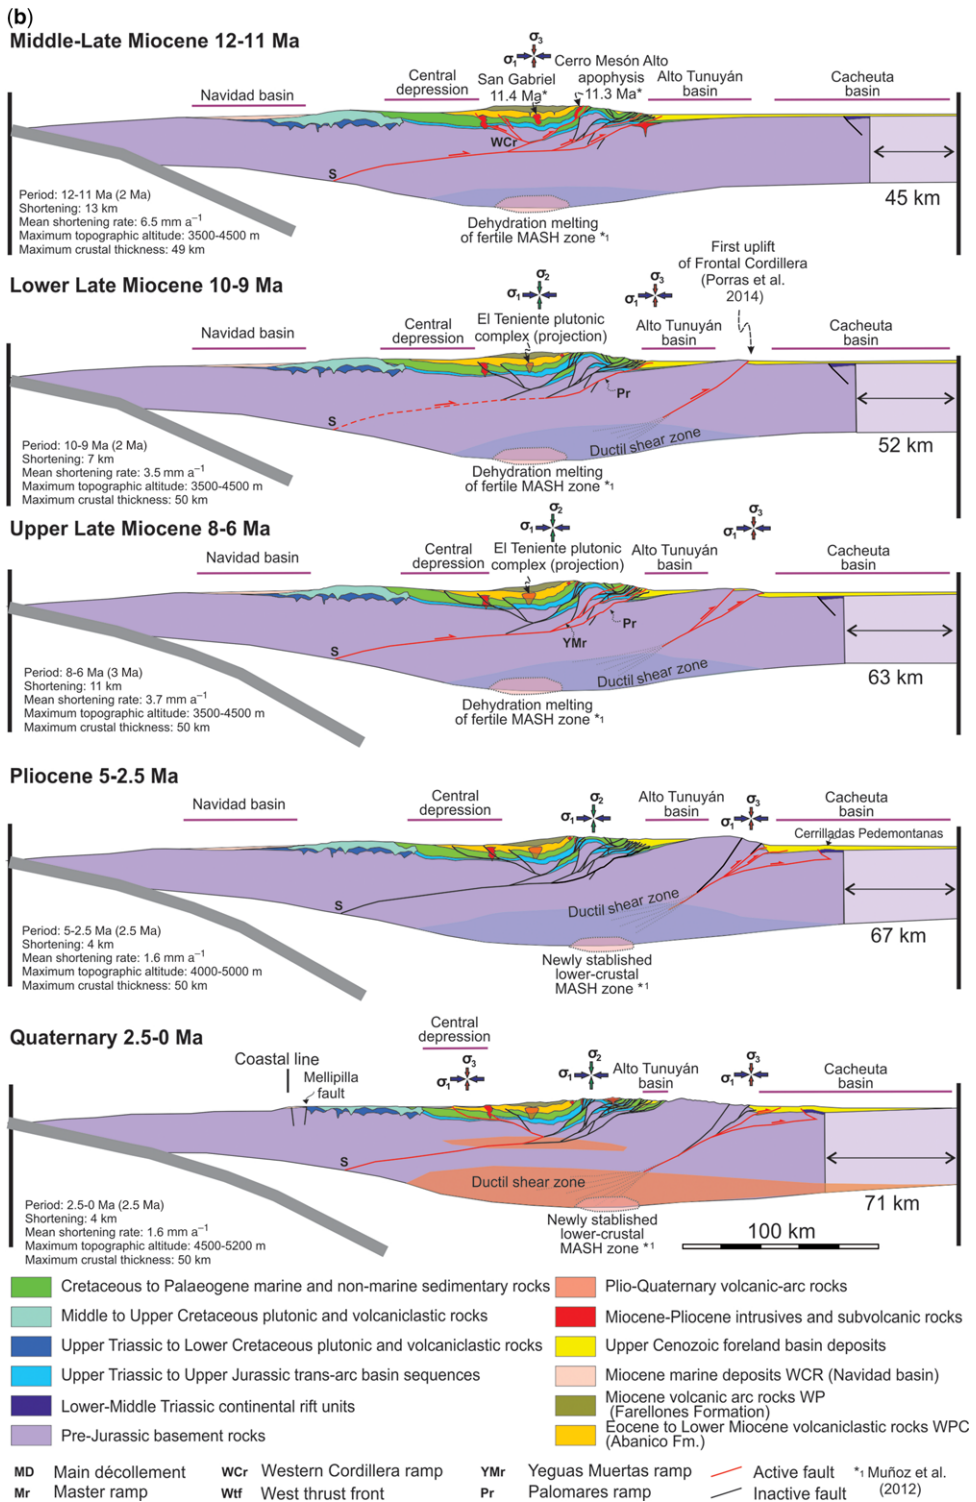 (b)
Middle-Late Miocene 12-11 Ma
σ3
σ1
Cerro Mesón Alto
apophysis
11.3 Ma*
San Gabriel
11.4 Ma*
Central
depression
Navidad basin
Alto Tunuyán
basin
Cacheuta
basin
WCr
S
Period: 12-11 Ma (2 Ma)
Shortening: 13 km
Mean shortening rate: 6.5 mm a⁻¹
Maximum topographic altitude: 3500-4500 m
Maximum crustal thickness: 49 km
Dehydration melting
of fertile MASH zone *1
45 km
First uplift
of Frontal Cordillera
(Porras et al.
2014)
Lower Late Miocene 10-9 Ma
σ2
σ1
σ3
σ1
El Teniente plutonic
complex (projection)
Navidad basin
Central
depression
Alto Tunuyán
basin
Cacheuta
basin
Pr
S
Ductil shear zone
Period: 10-9 Ma (2 Ma)
Shortening: 7 km
Mean shortening rate: 3.5 mm a⁻¹
Maximum topographic altitude: 3500-4500 m
Maximum crustal thickness: 50 km
Dehydration melting
of fertile MASH zone *1
52 km
Upper Late Miocene 8-6 Ma
σ2
σ1
σ3
σ1
El Teniente plutonic
complex (projection)
Navidad basin
Central
depression
Alto Tunuyán
basin
Cacheuta
basin
Pr
YMr
S
Ductil shear zone
Period: 8-6 Ma (3 Ma)
Shortening: 11 km
Mean shortening rate: 3.7 mm a⁻¹
Maximum topographic altitude: 3500-4500 m
Maximum crustal thickness: 50 km
Dehydration melting
of fertile MASH zone *1
63 km
Pliocene 5-2.5 Ma
σ2
σ1
σ3
σ1
Navidad basin
Central
depression
Alto Tunuyán
basin
Cacheuta
basin
Cerrilladas Pedemontanas
S
Ductil shear zone
Period: 5-2.5 Ma (2.5 Ma)
Shortening: 4 km
Mean shortening rate: 1.6 mm a⁻¹
Maximum topographic altitude: 4000-5000 m
Maximum crustal thickness: 50 km
Newly stablished
lower-crustal
MASH zone *1
67 km
Quaternary 2.5-0 Ma
Central
depression
σ3
σ1
σ2
σ1
σ3
Coastal line
Mellipilla
fault
Alto Tunuyán
basin
Cacheuta
basin
S
Ductil shear zone
Period: 2.5-0 Ma (2.5 Ma)
Shortening: 4 km
Mean shortening rate: 1.6 mm a⁻¹
Maximum topographic altitude: 4500-5200 m
Maximum crustal thickness: 50 km
Newly stablished
lower-crustal
MASH zone *1
71 km
100 km
Cretaceous to Palaeogene marine and non-marine sedimentary rocks
Middle to Upper Cretaceous plutonic and volcaniclastic rocks
Upper Triassic to Lower Cretaceous plutonic and volcaniclastic rocks
Upper Triassic to Upper Jurassic trans-arc basin sequences
Lower-Middle Triassic continental rift units
Pre-Jurassic basement rocks
Plio-Quaternary volcanic-arc rocks
Miocene-Pliocene intrusives and subvolcanic rocks
Upper Cenozoic foreland basin deposits
Miocene marine deposits WCR (Navidad basin)
Miocene volcanic arc rocks WP
(Farellones Formation)
Eocene to Lower Miocene volcaniclastic rocks WPC
(Abanico Fm.)
MD Main décollement
Mr Master ramp
WCr Western Cordillera ramp
Wtf West thrust front
YMr Yeguas Muertas ramp
Pr Palomares ramp
Active fault
Inactive fault
*1 Muñoz et al.
(2012)